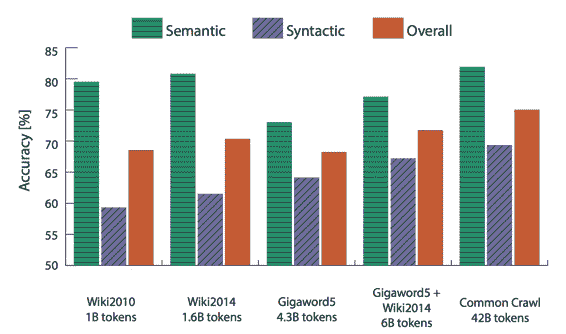 Semantic Syntactic Overall
Accuracy [%]
85
80
75
70
65
60
55
50
Wiki2010
1B tokens
Wiki2014
1.6B tokens
Gigaword5
4.3B tokens
Gigaword5 +
Wiki2014
6B tokens
Common Crawl
42B tokens